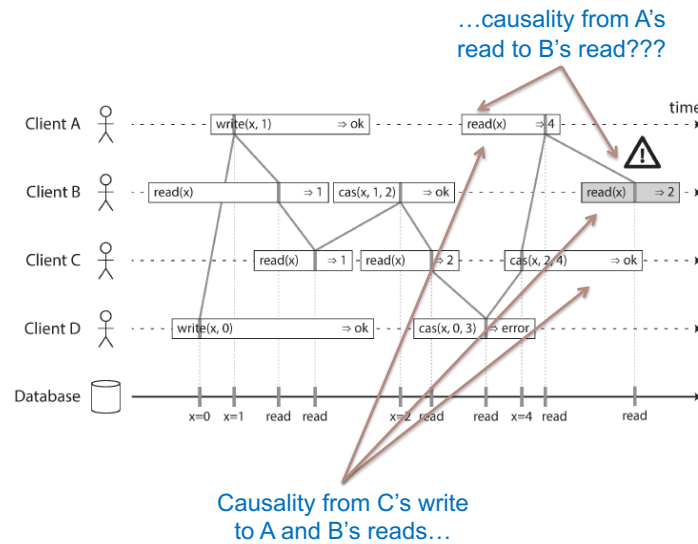 …causality from A's
read to B's read???
time
Client A
write(x, 1) ⇒ ok
read(x) ⇒ 4
Client B
read(x) ⇒ 1
cas(x, 1, 2) ⇒ ok
read(x) ⇒ 2
Client C
read(x) ⇒ 1
read(x) ⇒ 2
cas(x, 2, 4) ⇒ ok
Client D
write(x, 0) ⇒ ok
cas(x, 0, 3) ⇒ error
Database
x=0 x=1 read read x=2 read read x=4 read read
Causality from C's write
to A and B's reads…